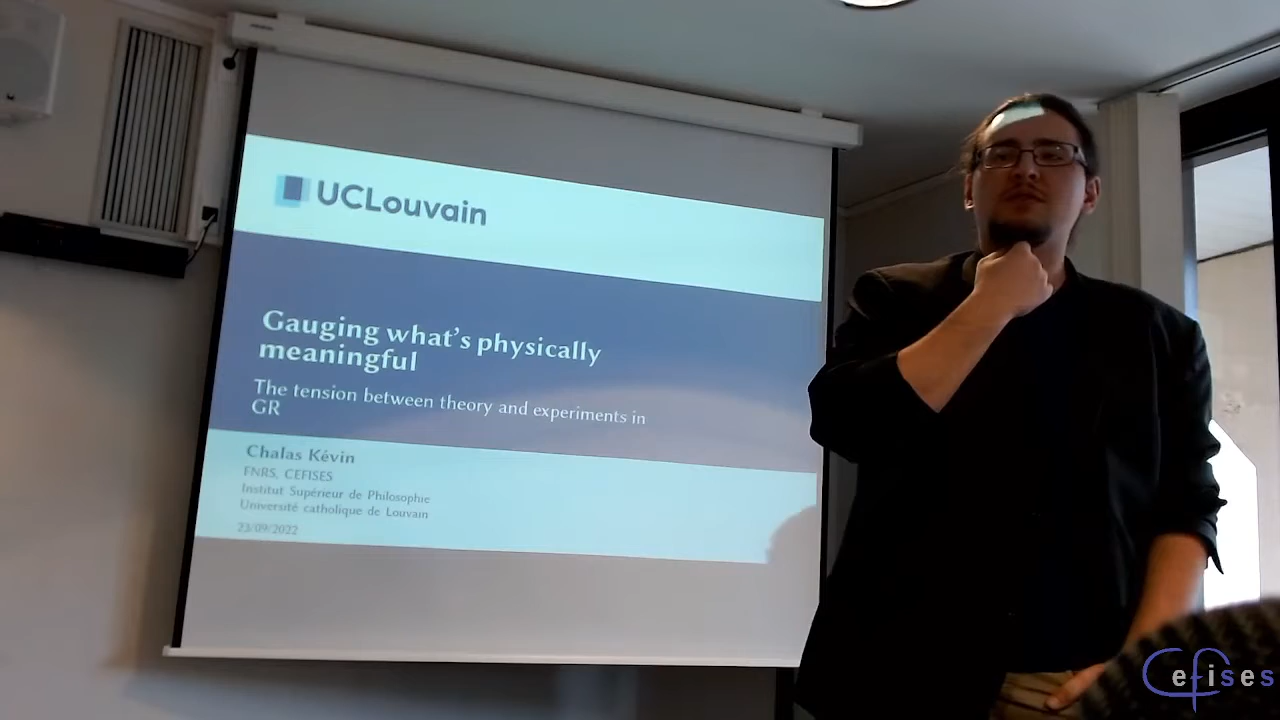 UCLouvain
Gauging what's physically
meaningful
The tension between theory and experiments in
GR
Chalas Kévin
FNRS, CEFISES
Institut Supérieur de Philosophie
Université catholique de Louvain
23/09/2022
Cefises